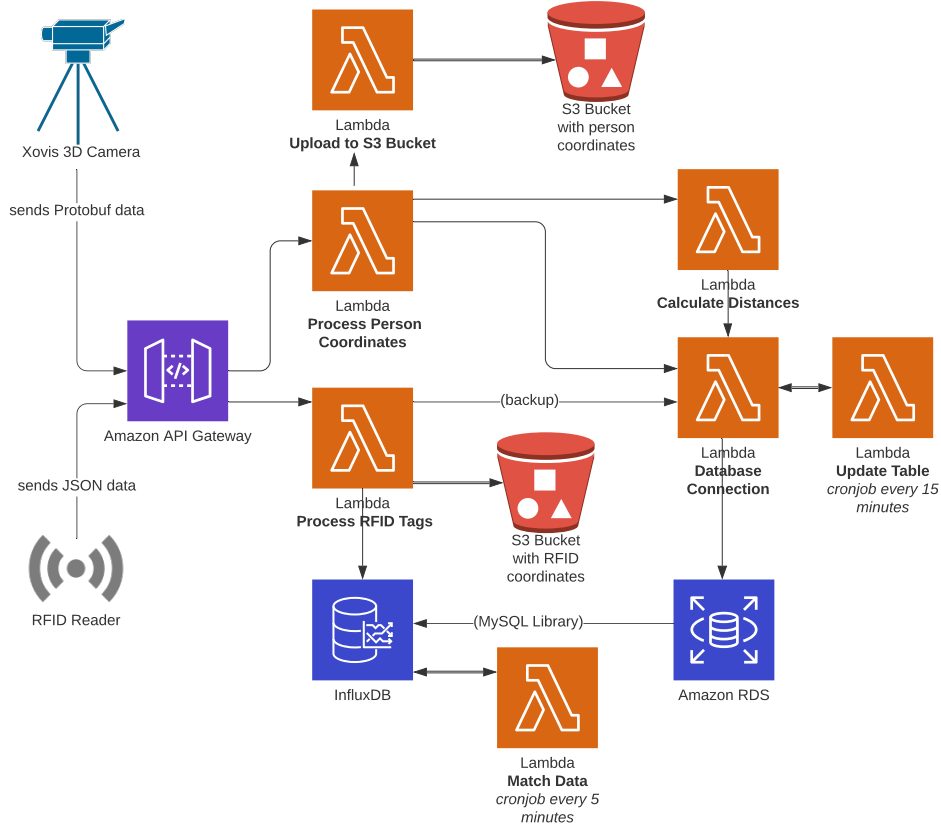 Xovis 3D Camera
sends Protobuf data
Lambda
Upload to S3 Bucket
S3 Bucket
with person
coordinates
Lambda
Process Person
Coordinates
Lambda
Calculate Distances
</>
Amazon API Gateway
sends JSON data
RFID Reader
Lambda
Process RFID Tags
(backup)
S3 Bucket
with RFID
coordinates
Lambda
Database
Connection
Lambda
Update Table
cronjob every 15
minutes
InfluxDB
(MySQL Library)
Amazon RDS
Lambda
Match Data
cronjob every 5
minutes